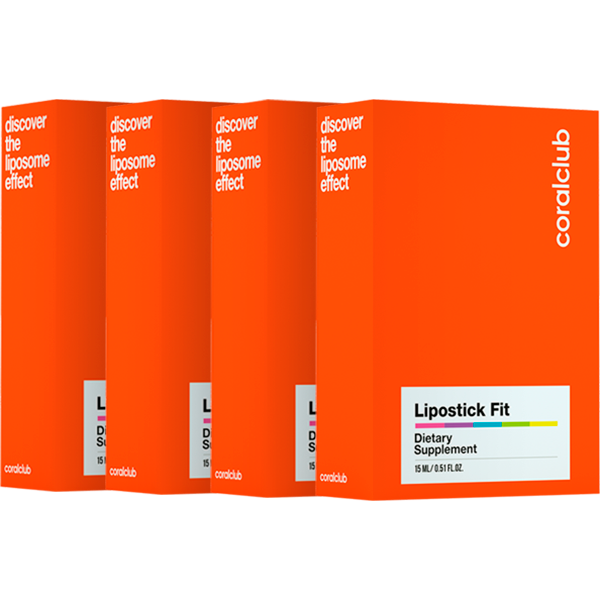 discover
the
liposome
effect
coralclub
discover
the
liposome
effect
coralclub
discover
the
liposome
effect
coralclub
discover
the
liposome
effect
coralclub
coralclub
Lipostick Fit
Dietary
Supplement
15 ML/ 0.51 FL.OZ.